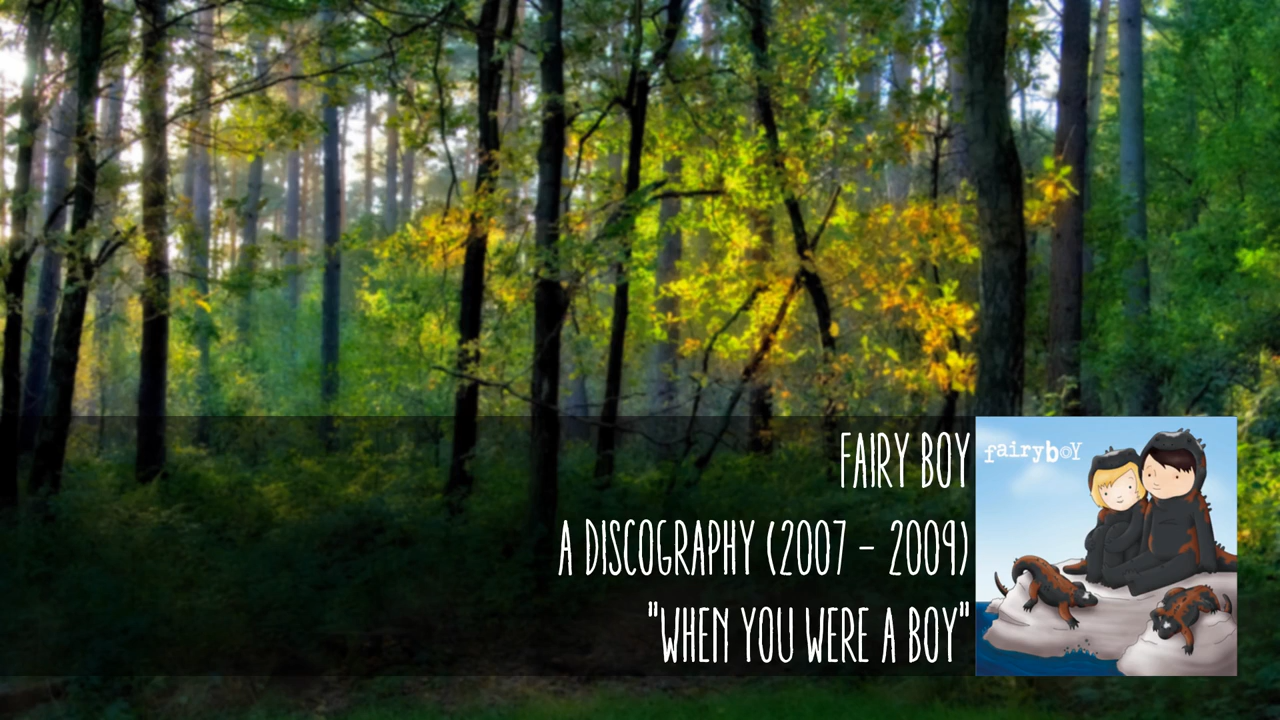 FAIRY BOY
fairyboy
A DISCOGRAPHY (2007 - 2009)
"WHEN YOU WERE A BOY"